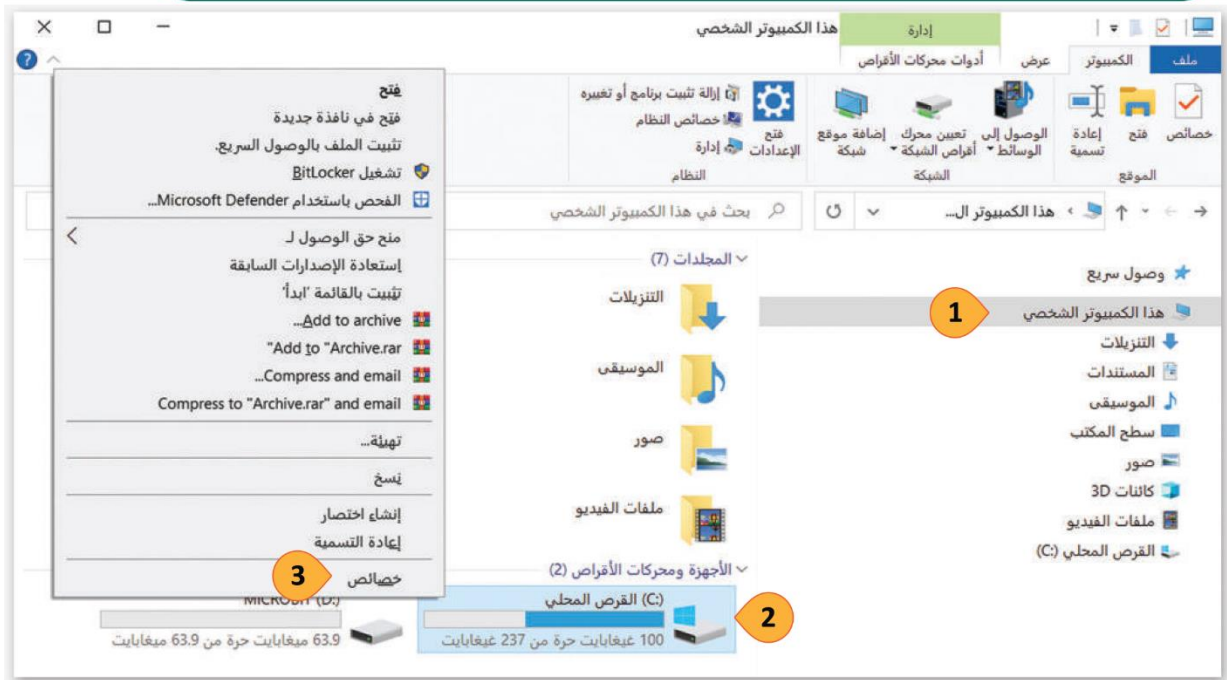 هذا الكمبيوتر الشخصي
إدارة
ملف
الكمبيوتر
عرض
أدوات محركات الأقراص
خصائص
فتح
إعادة تسمية
الموقع
الوصول إلى الوسائط
تعيين محرك أقراص الشبكة
إضافة موقع شبكة
الشبكة
فتح الإعدادات
إزالة تثبيت برنامج أو تغييره
خصائص النظام
إدارة
النظام
هذا الكمبيوتر ال...
بحث في هذا الكمبيوتر الشخصي
وصول سريع
هذا الكمبيوتر الشخصي
1
التنزيلات
المستندات
الموسيقى
سطح المكتب
صور
كائنات 3D
ملفات الفيديو
القرص المحلي (C:)
المجلدات (7)
التنزيلات
الموسيقى
صور
ملفات الفيديو
الأجهزة ومحركات الأقراص (2)
(C:) القرص المحلي
100 غيغابايت حرة من 237 غيغابايت
2
MICROBIT (D:)
63.9 ميغابايت حرة من 63.9 ميغابايت
فتح
فتح في نافذة جديدة
تثبيت الملف بالوصول السريع.
تشغيل BitLocker
الفحص باستخدام Microsoft Defender...
منح حق الوصول لـ
إستعادة الإصدارات السابقة
تثبيت بالقائمة 'ابدأ'
Add to archive...
Add to "Archive.rar"
Compress and email...
Compress to "Archive.rar" and email
تهيئة...
نسخ
إنشاء اختصار
إعادة التسمية
خصائص
3